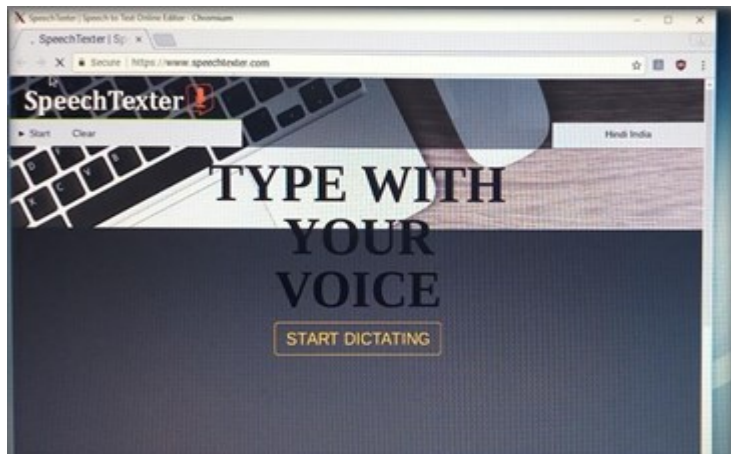 SpeechTexter | Speech to Text Online Editor - Chromium
SpeechTexter | Sp
Secure | https://www.speechtexter.com
SpeechTexter
Start Clear Hindi India
TYPE WITH
YOUR
VOICE
START DICTATING